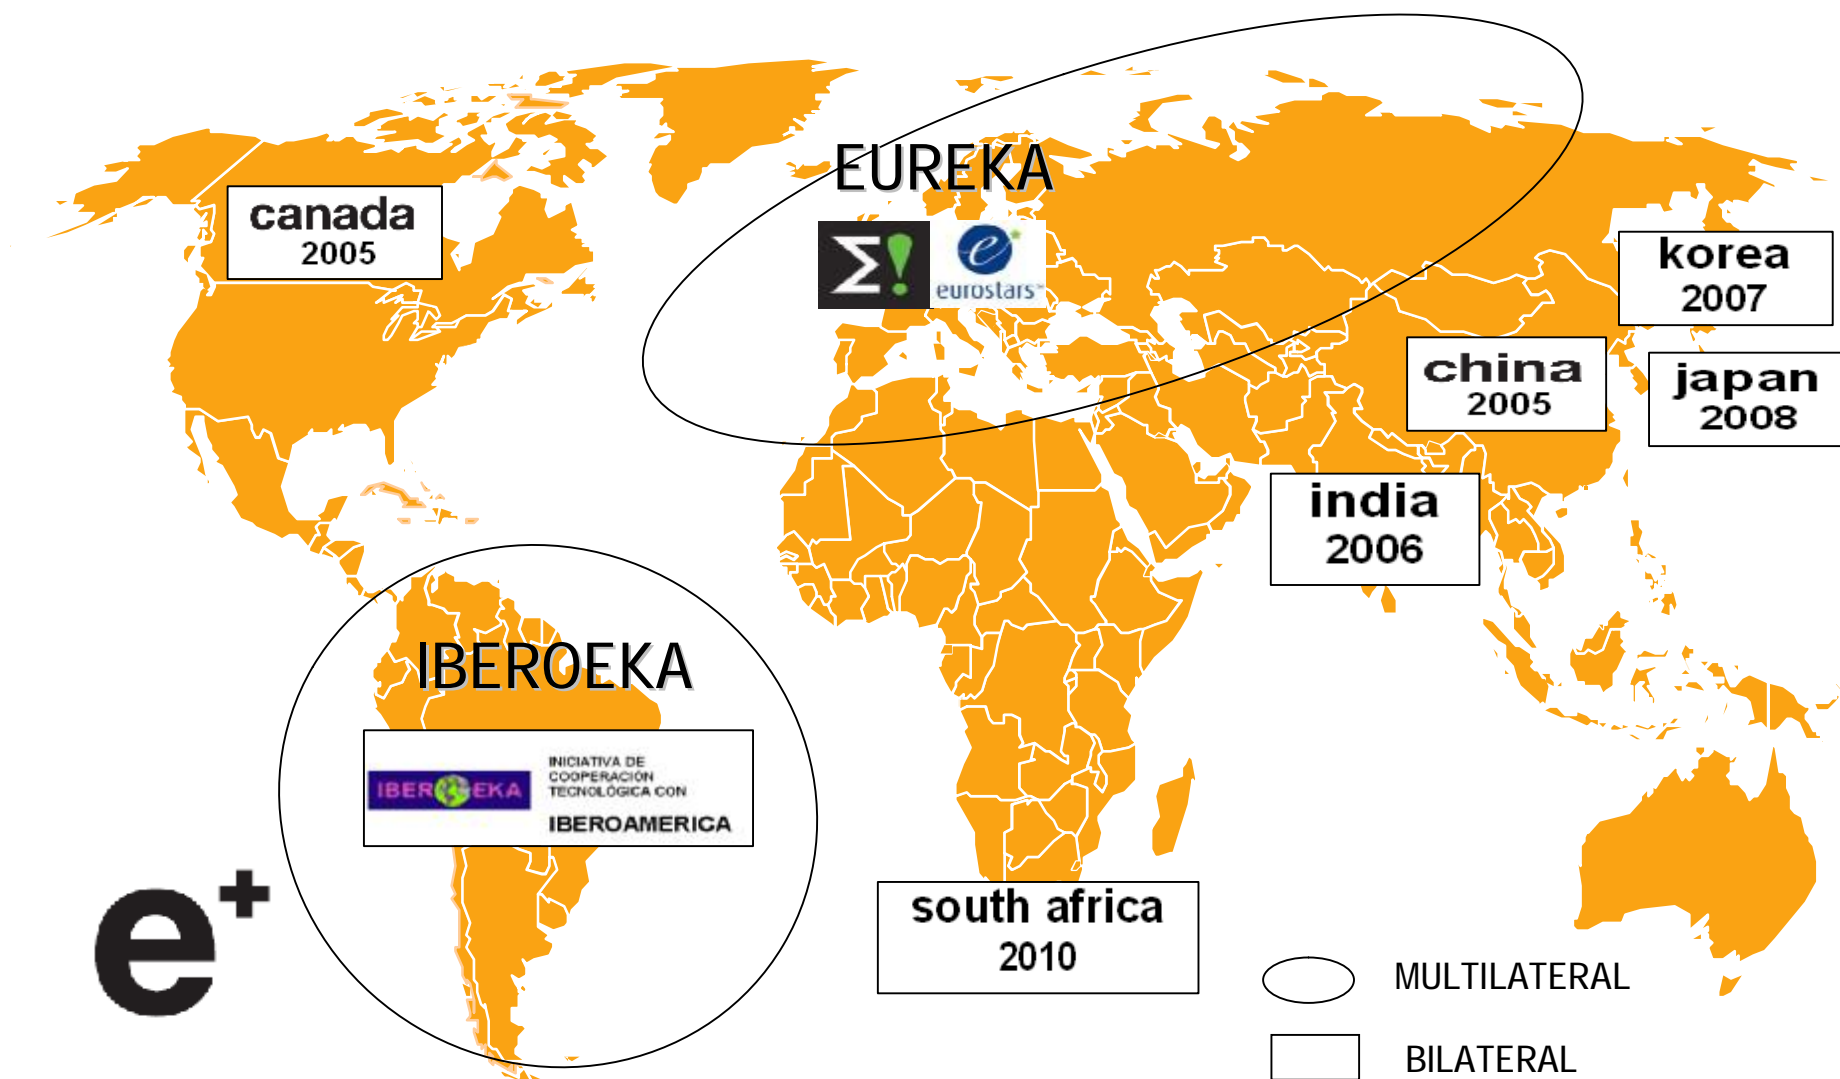 EUREKA
Σ!
e
eurostars™
canada
2005
korea
2007
china
2005
japan
2008
india
2006
IBEROEKA
IBEROEKA
INICIATIVA DE
COOPERACIÓN
TECNOLÓGICA CON
IBEROAMERICA
e+
south africa
2010
MULTILATERAL
BILATERAL